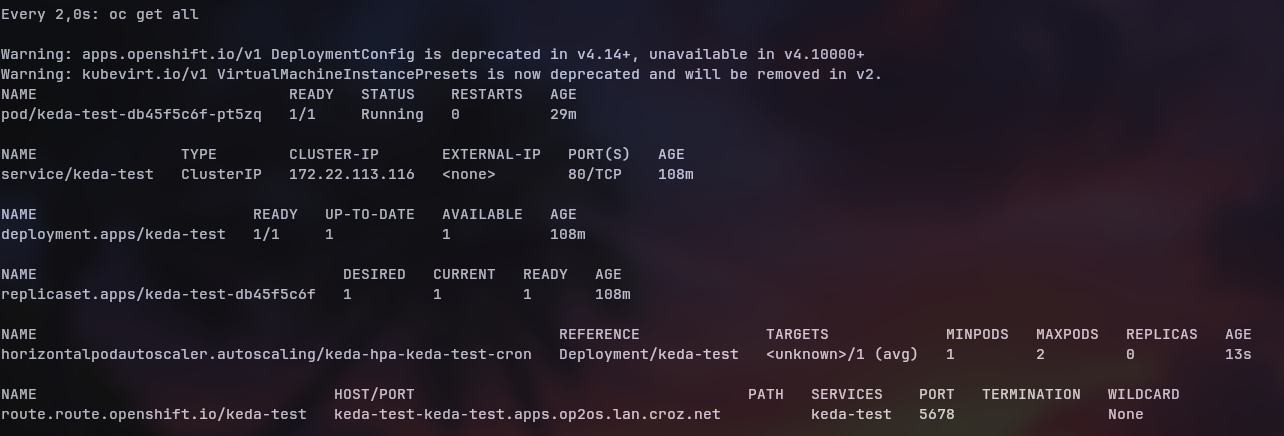 Every 2,0s: oc get all
Warning: apps.openshift.io/v1 DeploymentConfig is deprecated in v4.14+, unavailable in v4.10000+
Warning: kubevirt.io/v1 VirtualMachineInstancePresets is now deprecated and will be removed in v2.
NAME READY STATUS RESTARTS AGE
pod/keda-test-db45f5c6f-pt5zq 1/1 Running 0 29m
NAME TYPE CLUSTER-IP EXTERNAL-IP PORT(S) AGE
service/keda-test ClusterIP 172.22.113.116 <none> 80/TCP 108m
NAME READY UP-TO-DATE AVAILABLE AGE
deployment.apps/keda-test 1/1 1 1 108m
NAME DESIRED CURRENT READY AGE
replicaset.apps/keda-test-db45f5c6f 1 1 1 108m
NAME REFERENCE TARGETS MINPODS MAXPODS REPLICAS AGE
horizontalpodautoscaler.autoscaling/keda-hpa-keda-test-cron Deployment/keda-test <unknown>/1 (avg) 1 2 0 13s
NAME HOST/PORT PATH SERVICES PORT TERMINATION WILDCARD
route.route.openshift.io/keda-test keda-test-keda-test.apps.op2os.lan.croz.net keda-test 5678 None